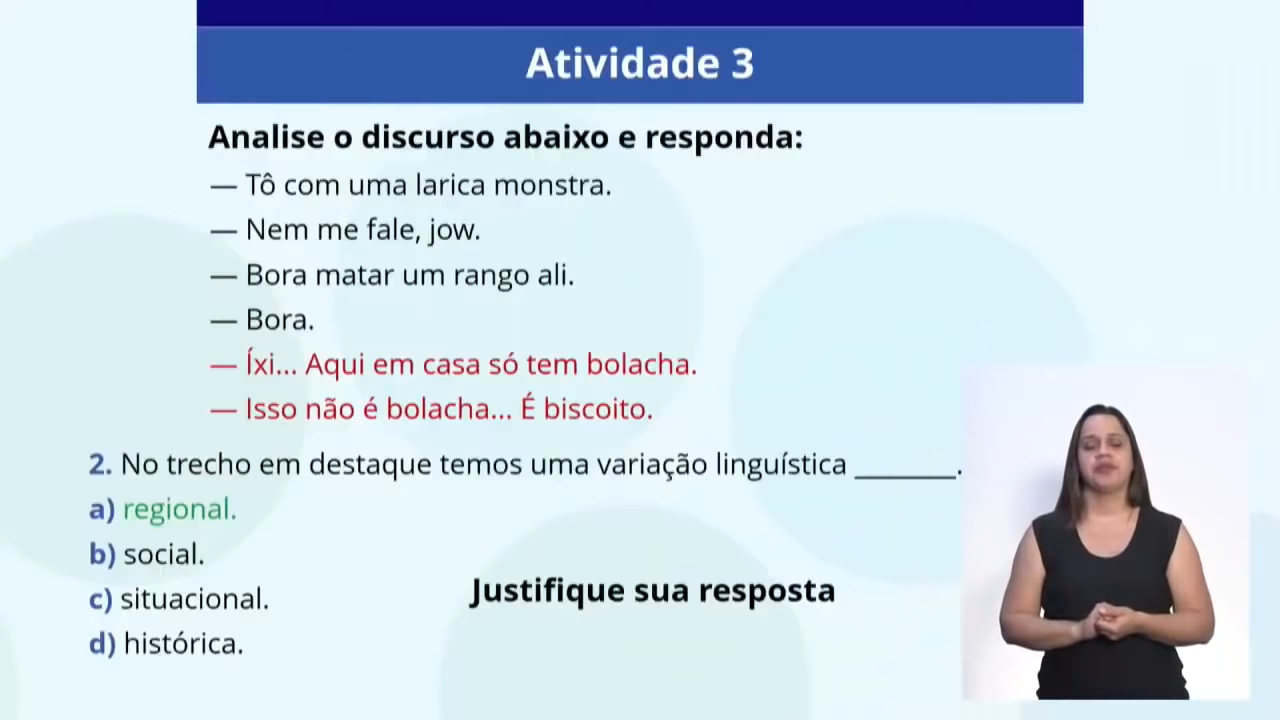 Atividade 3
Analise o discurso abaixo e responda:
— Tô com uma larica monstra.
— Nem me fale, jow.
— Bora matar um rango ali.
— Bora.
— Íxi... Aqui em casa só tem bolacha.
— Isso não é bolacha... É biscoito.
2. No trecho em destaque temos uma variação linguística _______.
a) regional.
b) social.
c) situacional.
d) histórica.
Justifique sua resposta